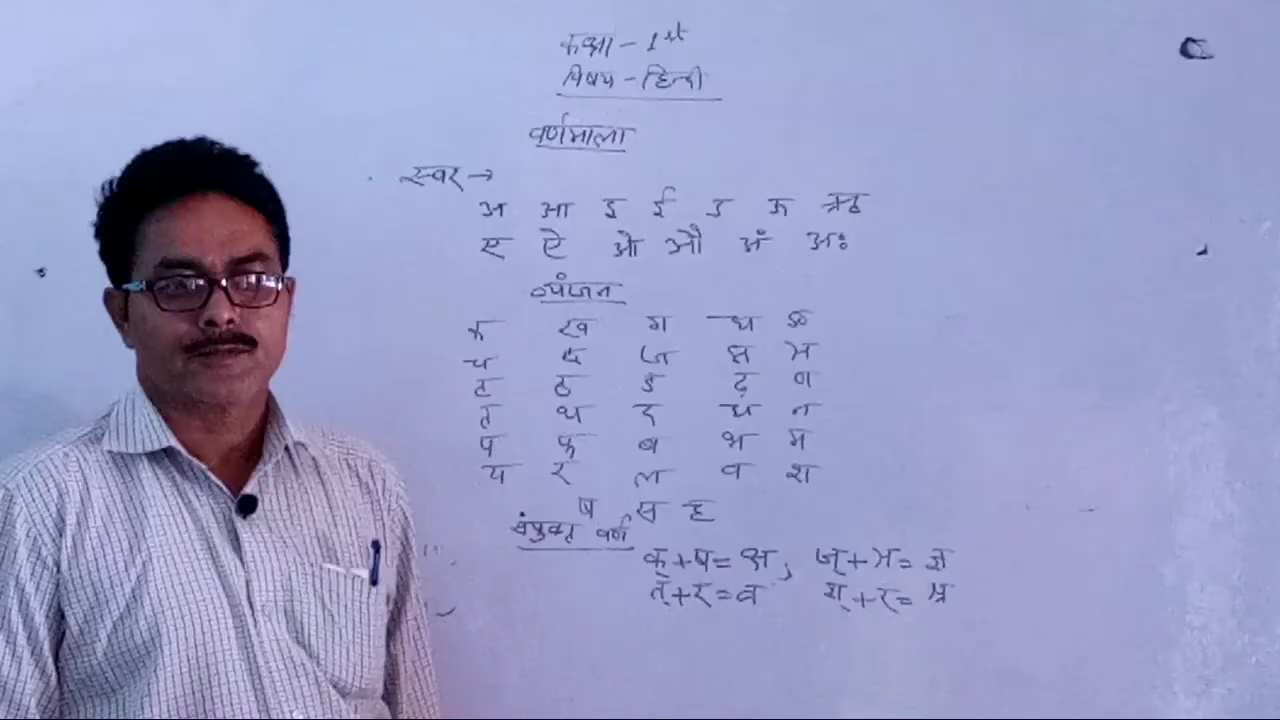 कक्षा - 1st
विषय - हिन्दी
वर्णमाला
स्वर →
अ आ इ ई उ ऊ ऋ
ए ऐ ओ औ अं अः
व्यंजन
क ख ग घ ङ
च छ ज झ ञ
ट ठ ड ढ़ ण
त थ द ध न
प फ ब भ म
य र ल व श
ष स ह
संयुक्त वर्ण
क् + ष = क्ष , ज् + ञ = ज्ञ
त् + र = त्र श् + र = श्र